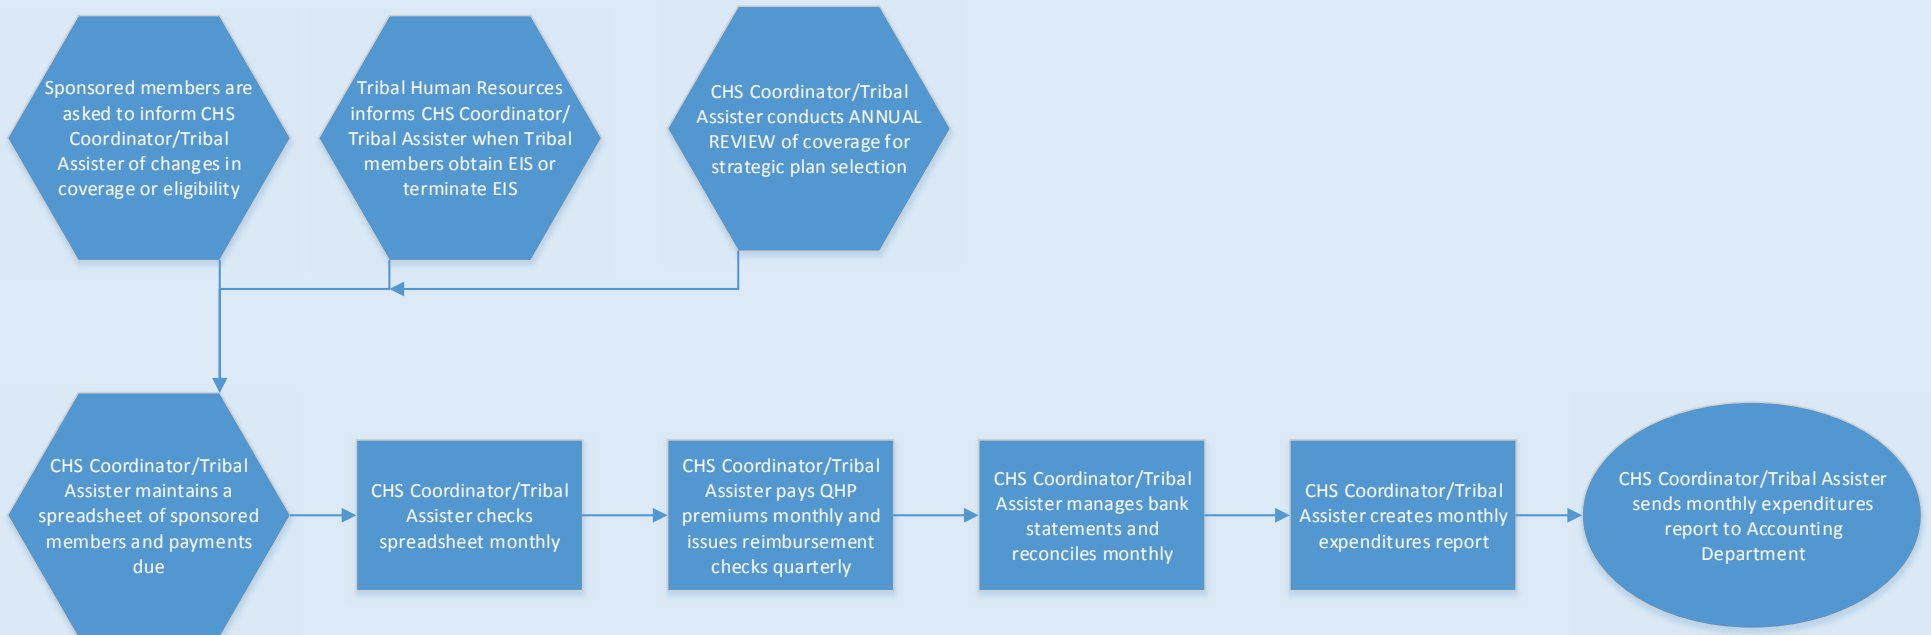 Sponsored members are
asked to inform CHS
Coordinator/Tribal
Assister of changes in
coverage or eligibility
Tribal Human Resources
informs CHS Coordinator/
Tribal Assister when Tribal
members obtain EIS or
terminate EIS
CHS Coordinator/Tribal
Assister conducts ANNUAL
REVIEW of coverage for
strategic plan selection
CHS Coordinator/Tribal
Assister maintains a
spreadsheet of sponsored
members and payments
due
CHS Coordinator/Tribal
Assister checks
spreadsheet monthly
CHS Coordinator/Tribal
Assister pays QHP
premiums monthly and
issues reimbursement
checks quarterly
CHS Coordinator/Tribal
Assister manages bank
statements and
reconciles monthly
CHS Coordinator/Tribal
Assister creates monthly
expenditures report
CHS Coordinator/Tribal Assister
sends monthly expenditures
report to Accounting
Department